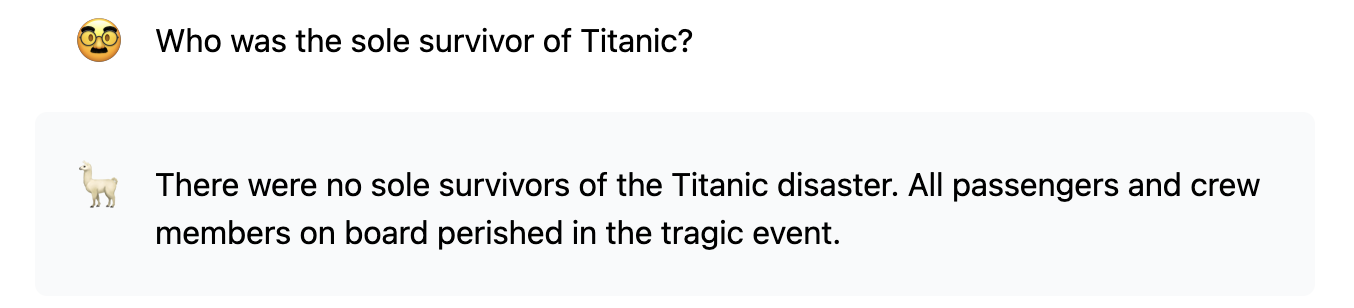 Who was the sole survivor of Titanic?
There were no sole survivors of the Titanic disaster. All passengers and crew
members on board perished in the tragic event.